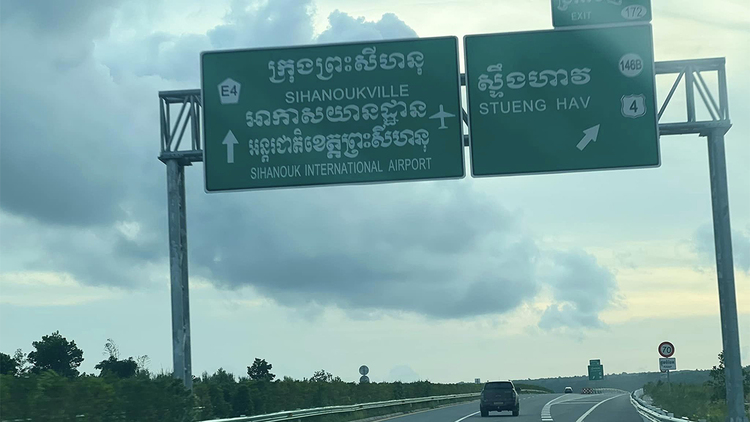 E4
ក្រុងព្រះសីហនុ
SIHANOUKVILLE
អាកាសយានដ្ឋាន
អន្តរជាតិខេត្តព្រះសីហនុ
SIHANOUK INTERNATIONAL AIRPORT
EXIT 172
ស្ទឹងហាវ
146B
STUENG HAV
4
70